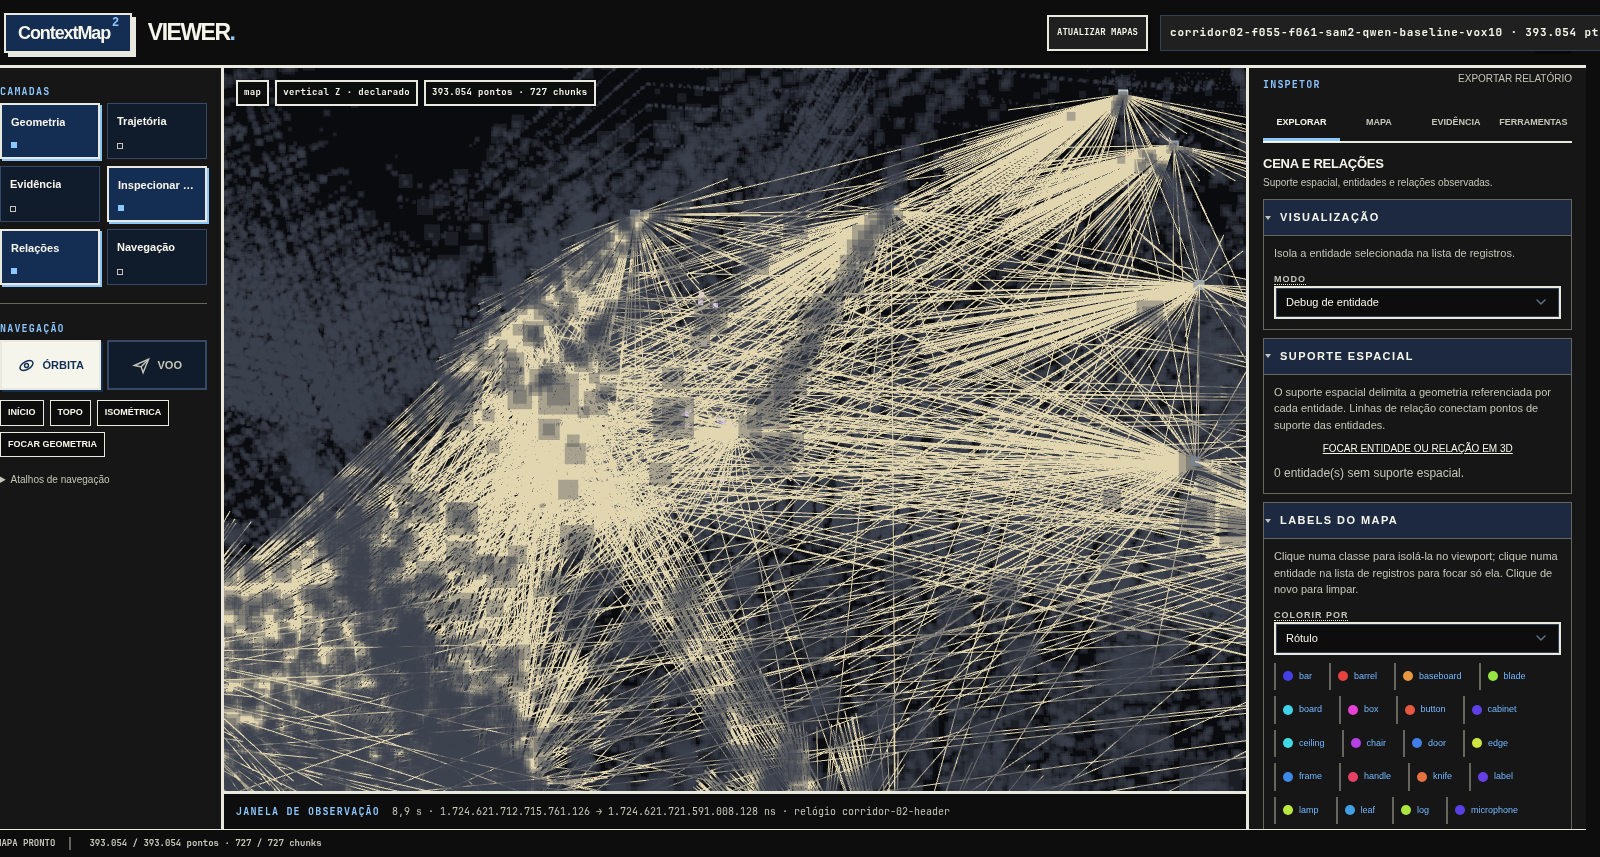 ContextMap 2 VIEWER.
ATUALIZAR MAPAS
corridor02-f055-f061-sam2-qwen-baseline-vox10 · 393.054 pt
CAMADAS
Geometria
Trajetória
Evidência
Inspecionar ...
Relações
Navegação
NAVEGAÇÃO
ÓRBITA
VOO
INÍCIO
TOPO
ISOMÉTRICA
FOCAR GEOMETRIA
Atalhos de navegação
map
vertical Z · declarado
393.054 pontos · 727 chunks
JANELA DE OBSERVAÇÃO 8,9 s · 1.724.621.712.715.761.126 → 1.724.621.721.591.008.128 ns · relógio corridor-02-header
INSPETOR
EXPORTAR RELATÓRIO
EXPLORAR
MAPA
EVIDÊNCIA
FERRAMENTAS
CENA E RELAÇÕES
Suporte espacial, entidades e relações observadas.
VISUALIZAÇÃO
Isola a entidade selecionada na lista de registros.
MODO
Debug de entidade
SUPORTE ESPACIAL
O suporte espacial delimita a geometria referenciada por
cada entidade. Linhas de relação conectam pontos de
suporte das entidades.
FOCAR ENTIDADE OU RELAÇÃO EM 3D
0 entidade(s) sem suporte espacial.
LABELS DO MAPA
Clique numa classe para isolá-la no viewport; clique numa
entidade na lista de registros para focar só ela. Clique de
novo para limpar.
COLORIR POR
Rótulo
bar barrel baseboard blade
board box button cabinet
ceiling chair door edge
frame handle knife label
lamp leaf log microphone
MAPA PRONTO
393.054 / 393.054 pontos · 727 / 727 chunks